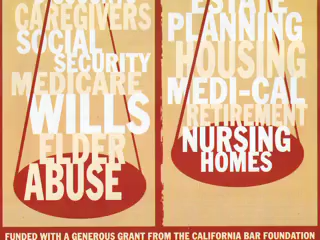 CAREGIVERS
SOCIAL
SECURITY
MEDICARE
WILLS
ELDER
ABUSE
ESTATE
PLANNING
HOUSING
MEDI-CAL
RETIREMENT
NURSING
HOMES
FUNDED WITH A GENEROUS GRANT FROM THE CALIFORNIA BAR FOUNDATION